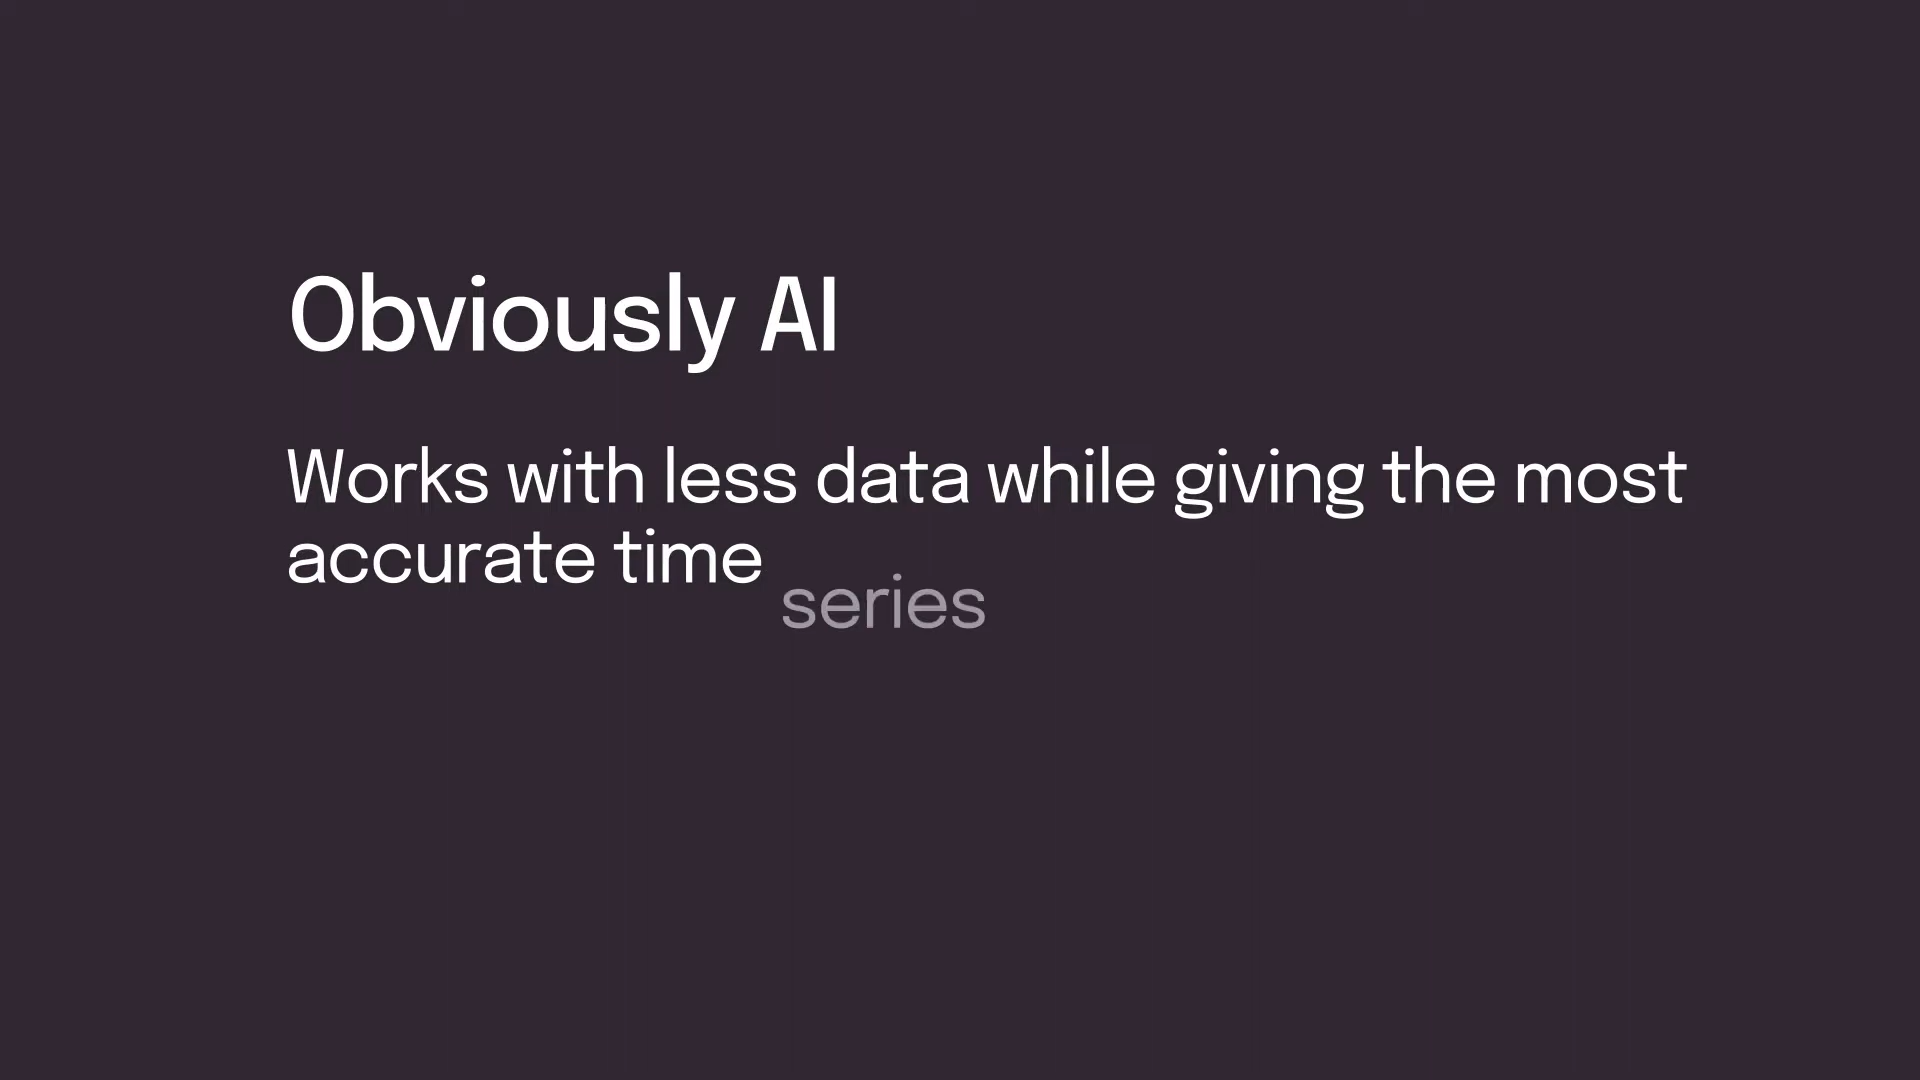 Obviously AI
Works with less data while giving the most
accurate time series